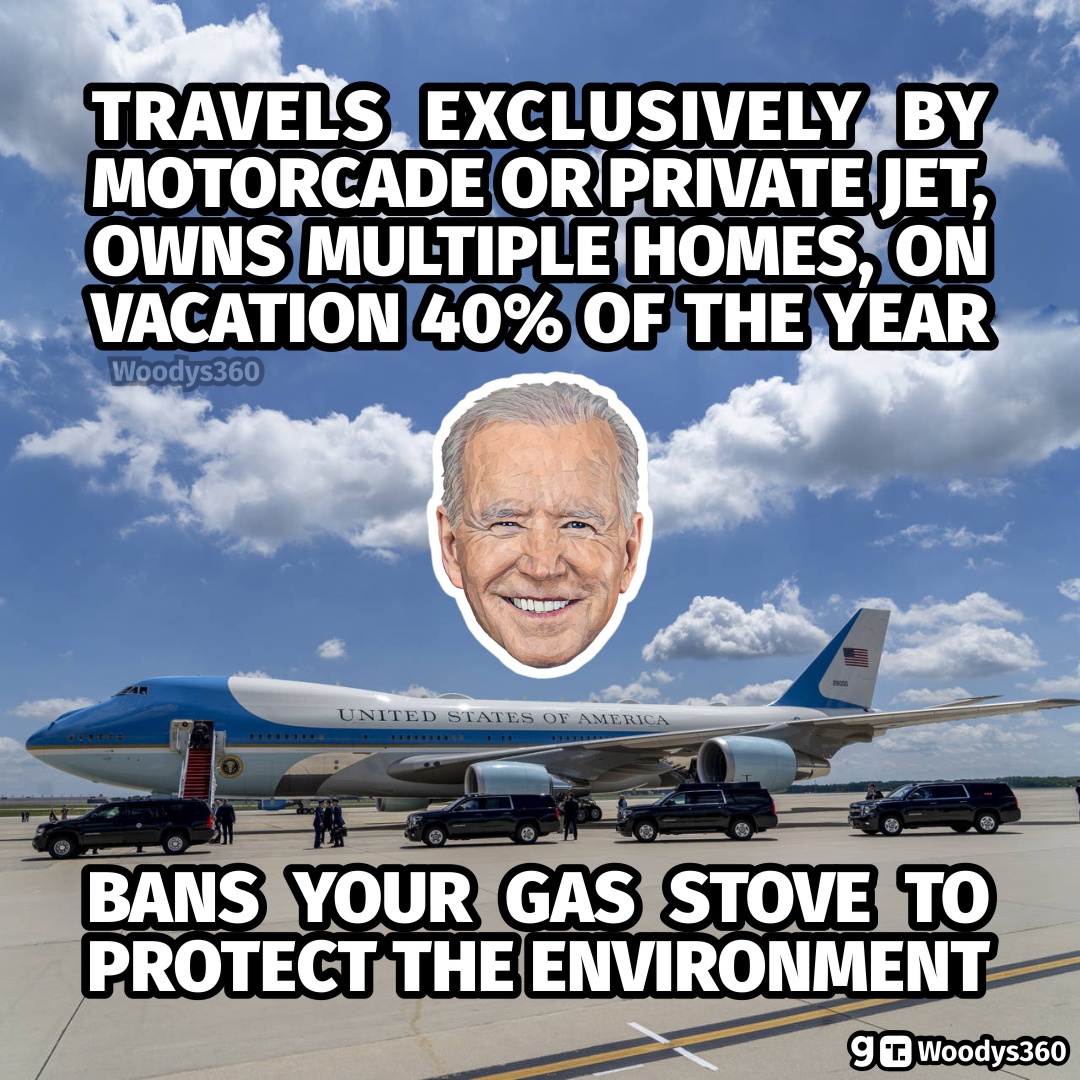 TRAVELS EXCLUSIVELY BY
MOTORCADE OR PRIVATE JET,
OWNS MULTIPLE HOMES, ON
VACATION 40% OF THE YEAR
Woodys360
UNITED STATES OF AMERICA
BANS YOUR GAS STOVE TO
PROTECT THE ENVIRONMENT
Woodys360